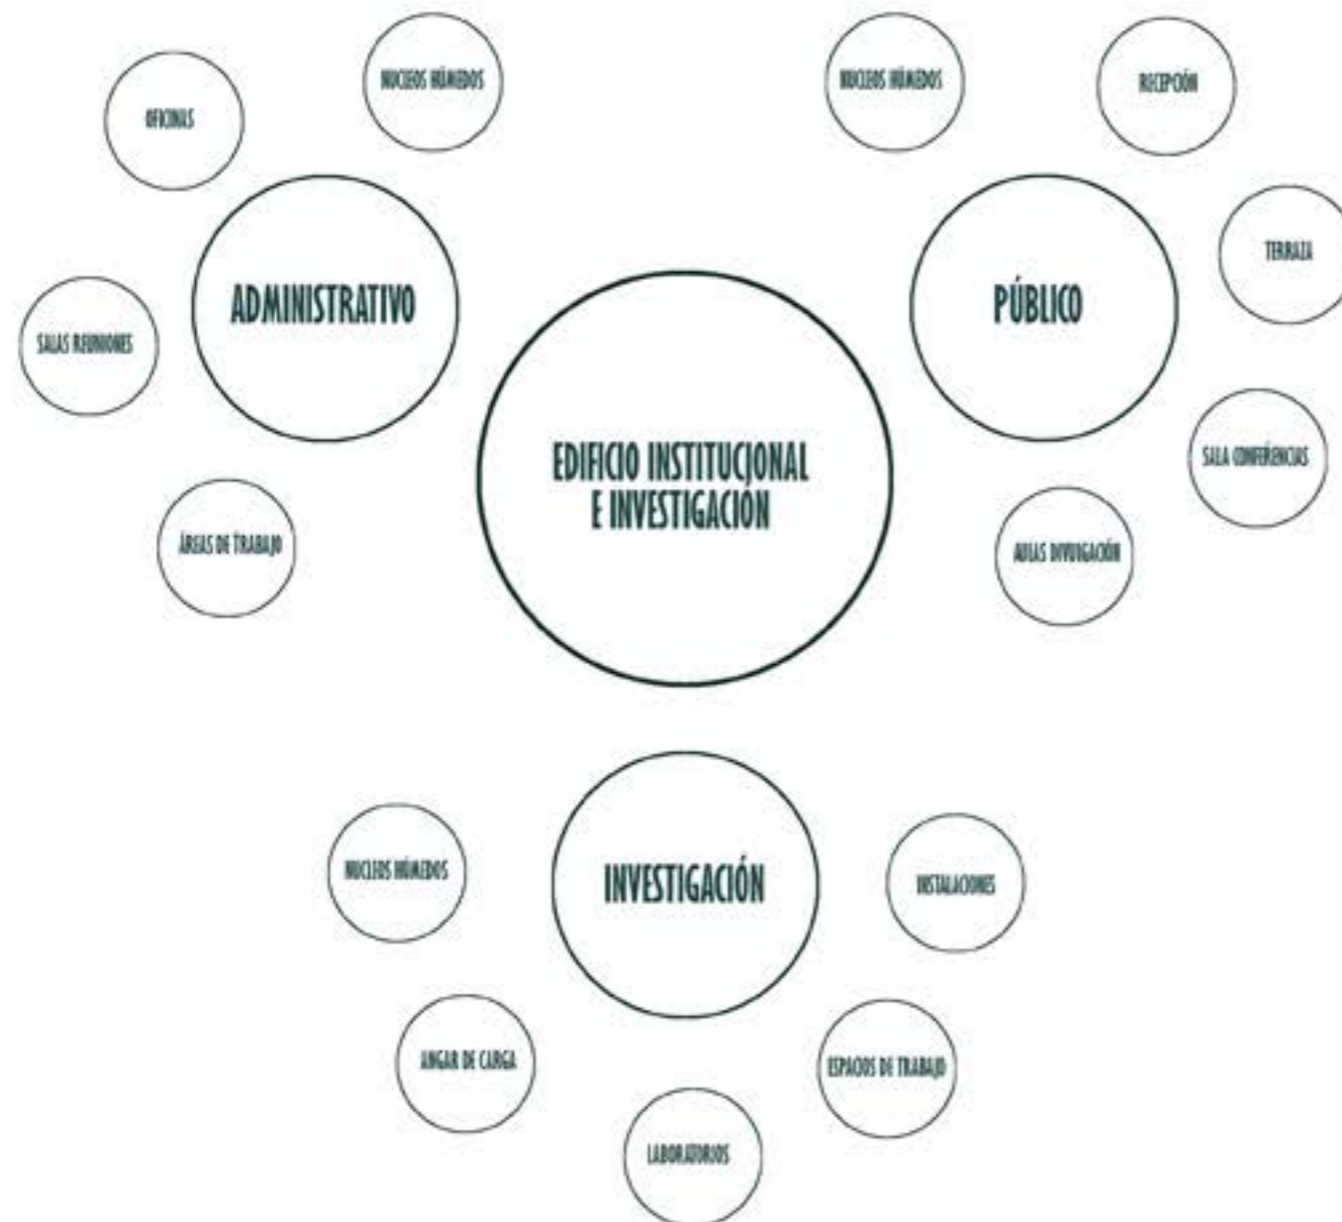 NUCLEOS HÚMEDOS
OFICINAS
ADMINISTRATIVO
SALAS REUNIONES
ÁREAS DE TRABAJO
NUCLEOS HÚMEDOS
RECEPCIÓN
TERRAZA
PÚBLICO
SALA CONFERENCIAS
AULAS DIVULGACIÓN
EDIFICIO INSTITUCIONAL
E INVESTIGACIÓN
INVESTIGACIÓN
NUCLEOS HÚMEDOS
INSTALACIONES
ANGAR DE CARGA
ESPACIOS DE TRABAJO
LABORATORIOS